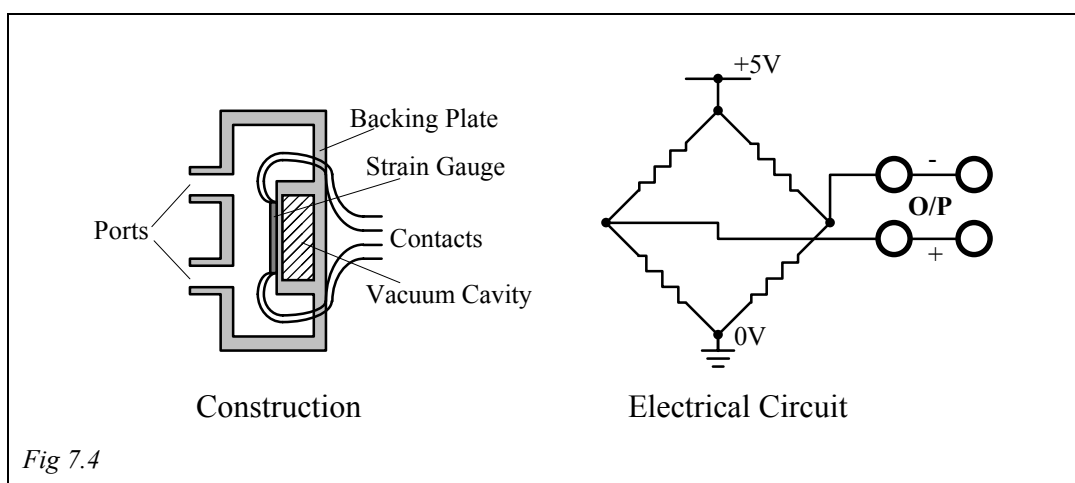 +5V
Backing Plate
Strain Gauge
Ports
Contacts
Vacuum Cavity
-
O/P
+
0V
Construction
Electrical Circuit
Fig 7.4